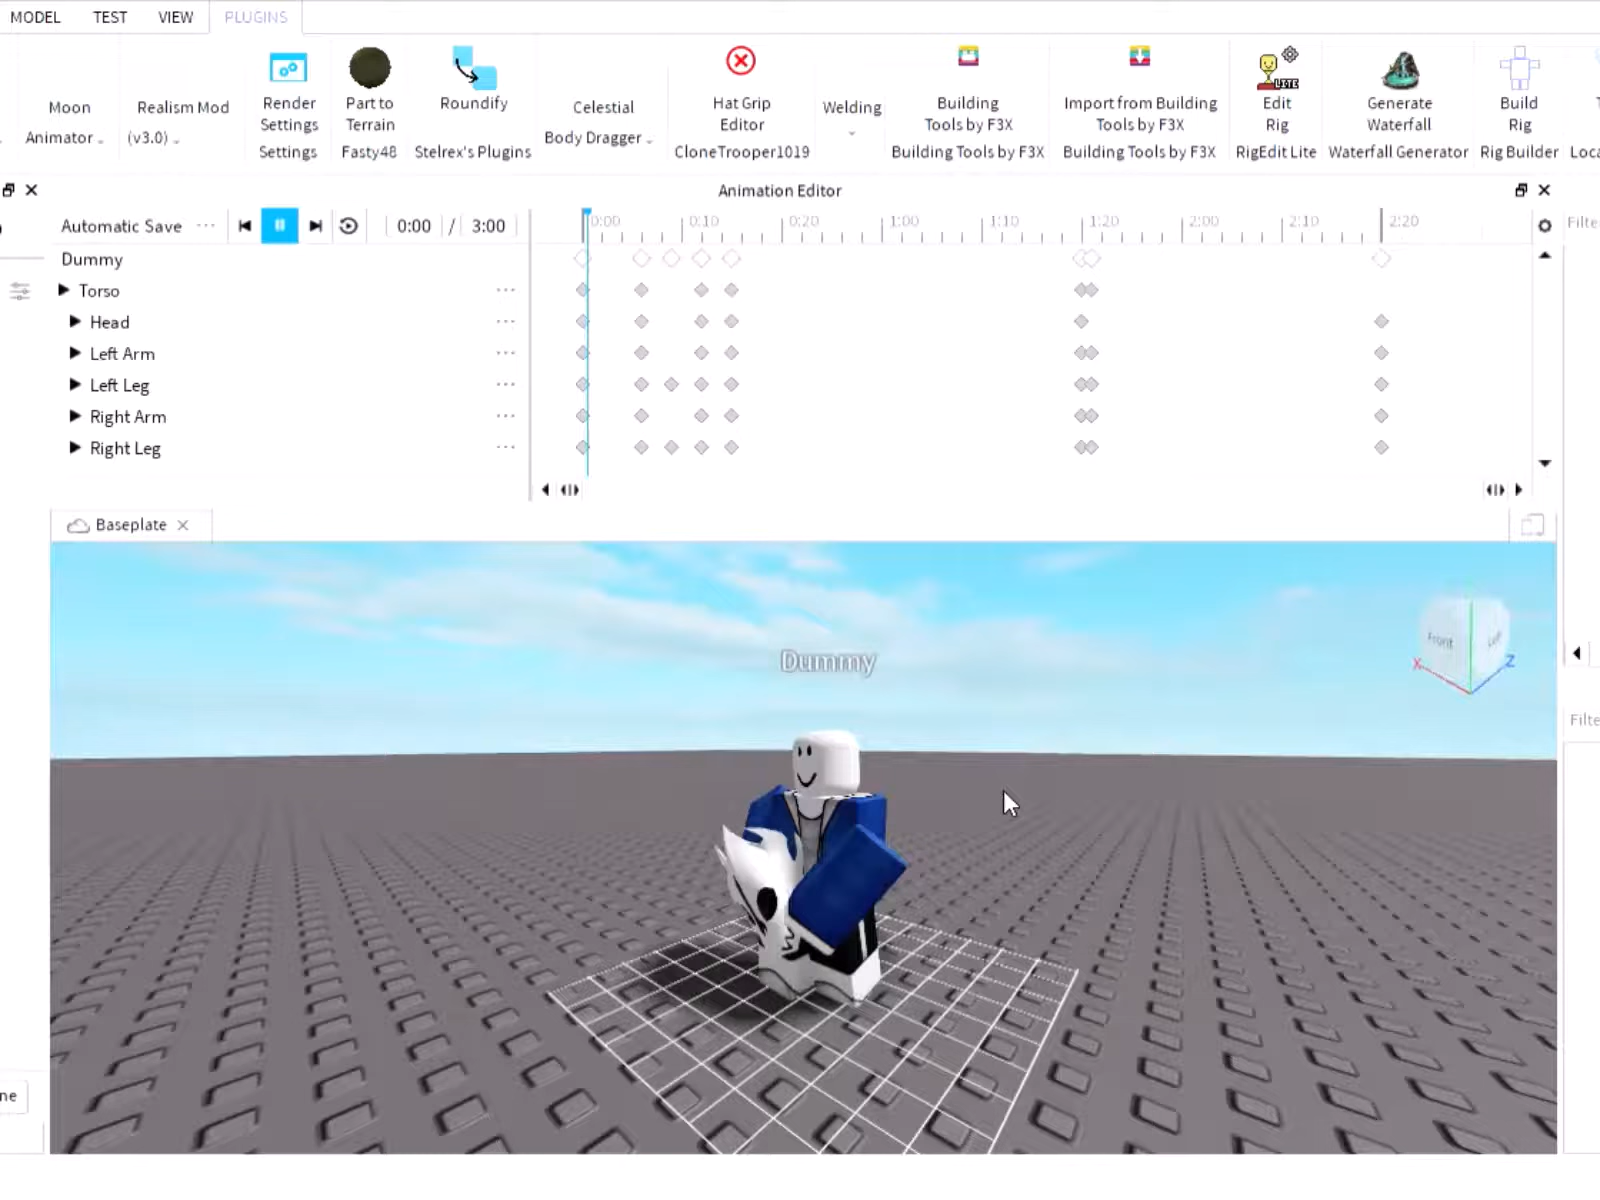 MODEL TEST VIEW PLUGINS
Moon Animator
Realism Mod (v3.0)
Render Settings
Settings
Part to Terrain
Fasty48
Roundify
Stelrex's Plugins
Celestial Body Dragger
Hat Grip Editor
CloneTrooper1019
Welding
Building Tools by F3X
Building Tools by F3X
Import from Building Tools by F3X
Building Tools by F3X
LITE
Edit Rig
RigEdit Lite
Generate Waterfall
Waterfall Generator
Build Rig
Rig Builder
Loca
Animation Editor
Automatic Save ··· 0:00 / 3:00 0:00 0:10 0:20 1:00 1:10 1:20 2:00 2:10 2:20
Filte
Dummy
Torso
Head
Left Arm
Left Leg
Right Arm
Right Leg
Baseplate
Dummy
Front
X
Z
Filte
ne